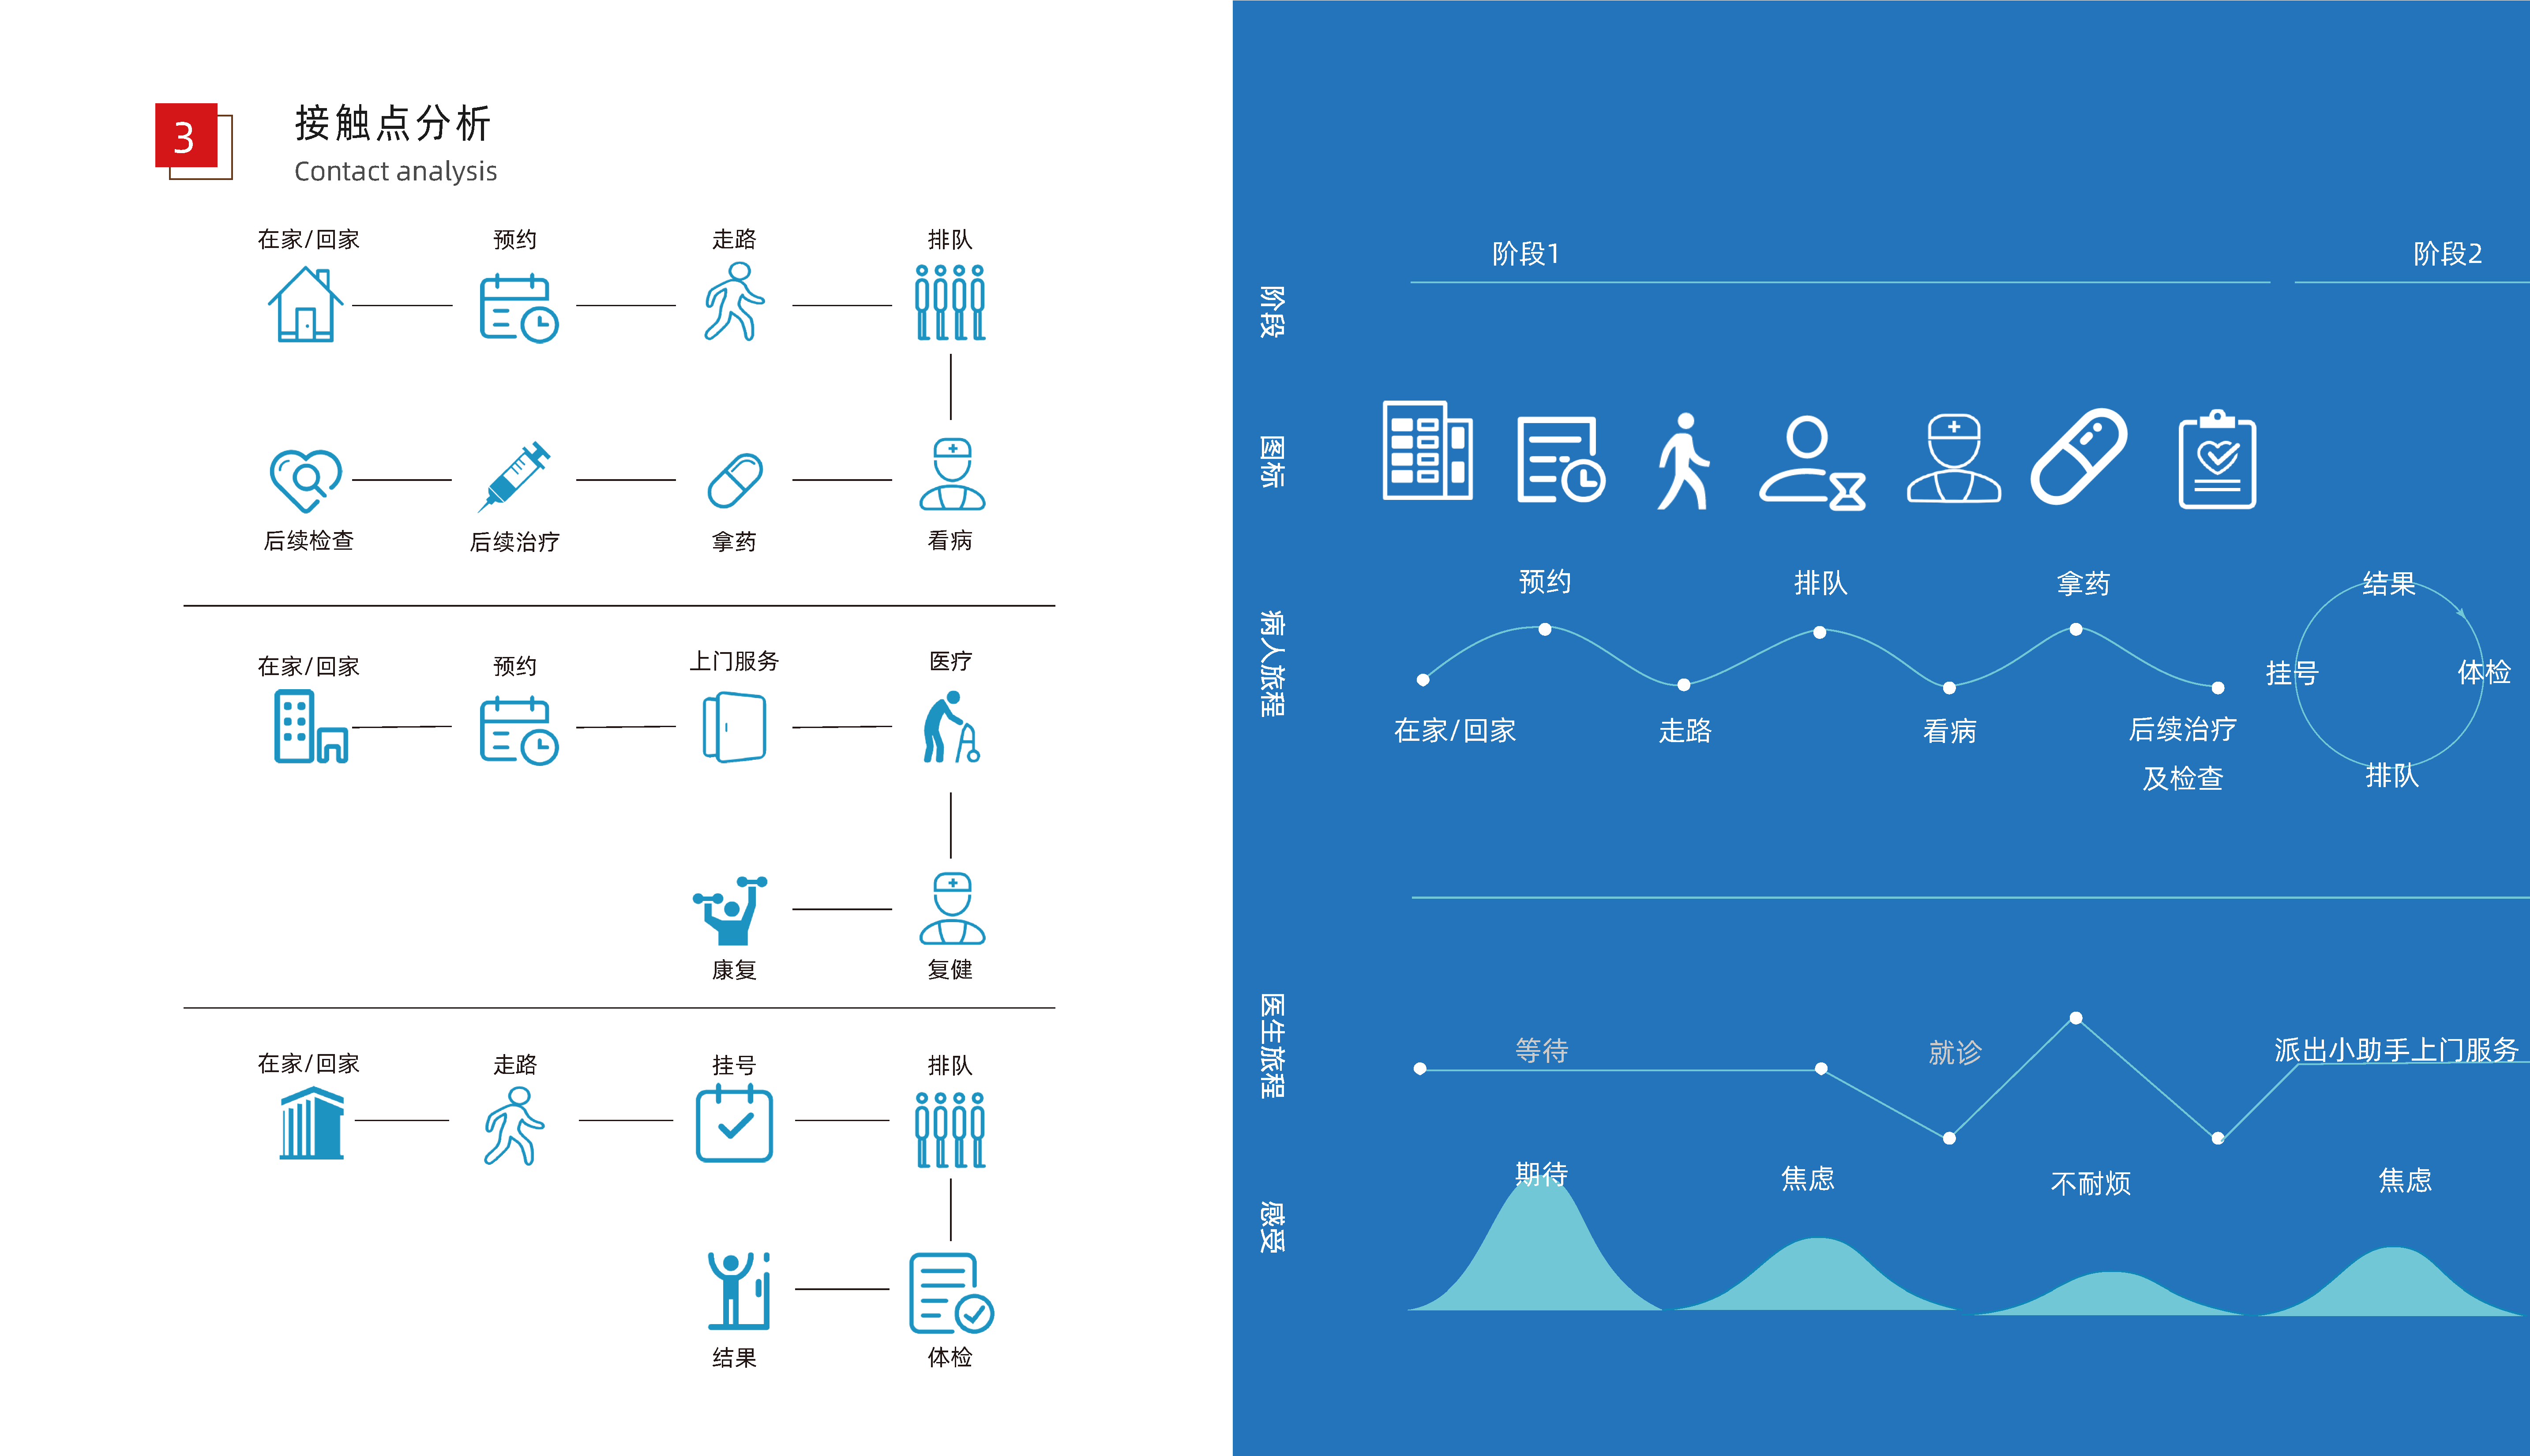 3
接触点分析
Contact analysis
在家/回家
预约
走路
排队
后续检查
后续治疗
拿药
看病
在家/回家
预约
上门服务
医疗
康复
复健
在家/回家
走路
挂号
排队
结果
体检
阶段1
阶段2
阶段
图标
病人旅程
预约
排队
拿药
结果
挂号
体检
在家/回家
走路
看病
后续治疗
及检查
排队
医生旅程
等待
就诊
派出小助手上门服务
感受
期待
焦虑
不耐烦
焦虑